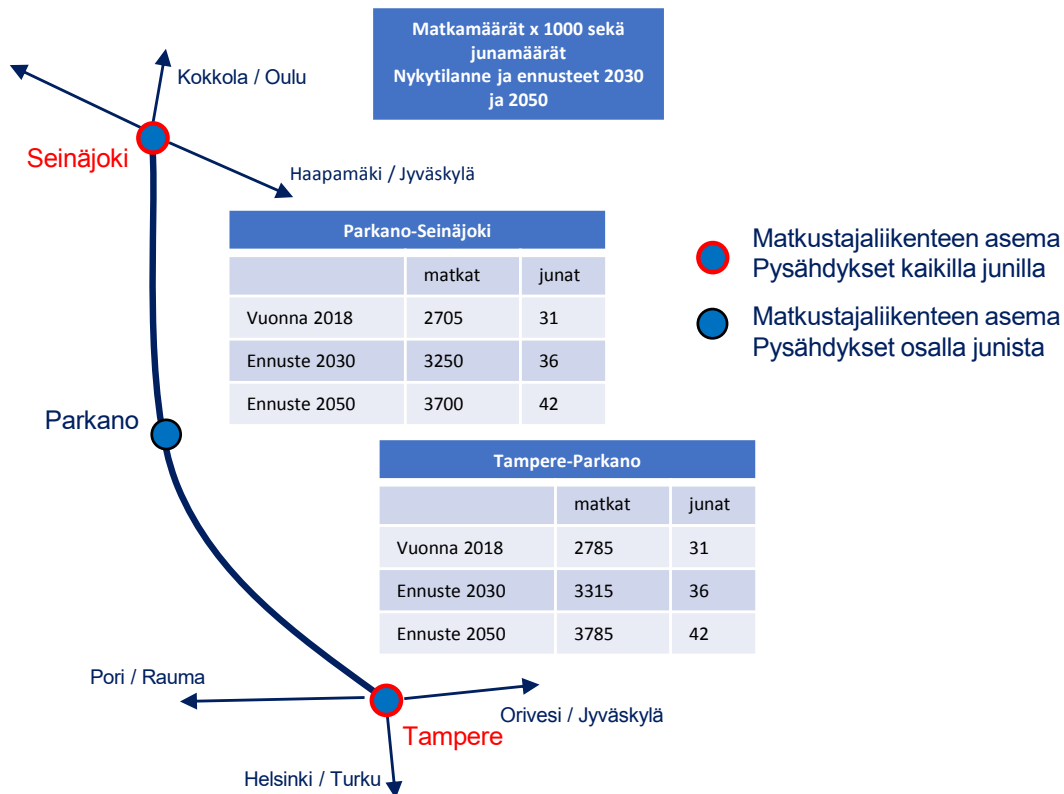 Matkamäärät x 1000 sekä
junamäärät
Nykytilanne ja ennusteet 2030
ja 2050
Kokkola / Oulu
Seinäjoki
Haapamäki / Jyväskylä
Parkano-Seinäjoki
matkat junat
Vuonna 2018 2705 31
Ennuste 2030 3250 36
Ennuste 2050 3700 42
Matkustajaliikenteen asema
Pysähdykset kaikilla junilla
Matkustajaliikenteen asema
Pysähdykset osalla junista
Parkano
Tampere-Parkano
matkat junat
Vuonna 2018 2785 31
Ennuste 2030 3315 36
Ennuste 2050 3785 42
Pori / Rauma
Orivesi / Jyväskylä
Tampere
Helsinki / Turku